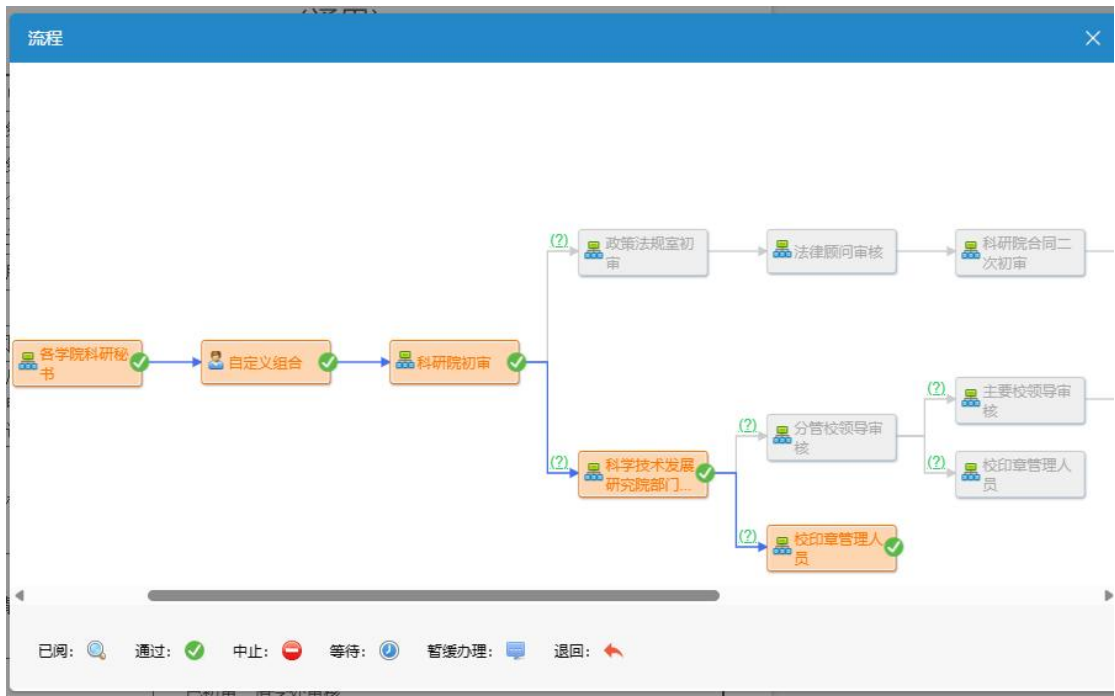 (通用)
流程
(?)
政策法规室初
审
法律顾问审核
科研院合同二
次初审
各学院科研秘
书
自定义组合
科研院初审
(?)
主要校领导审
核
(?)
分管校领导审
核
(?)
科学技术发展
研究院部门...
(?)
校印章管理人
员
(?)
校印章管理人
员
已阅: 通过: 中止: 等待: 暂缓办理: 退回: